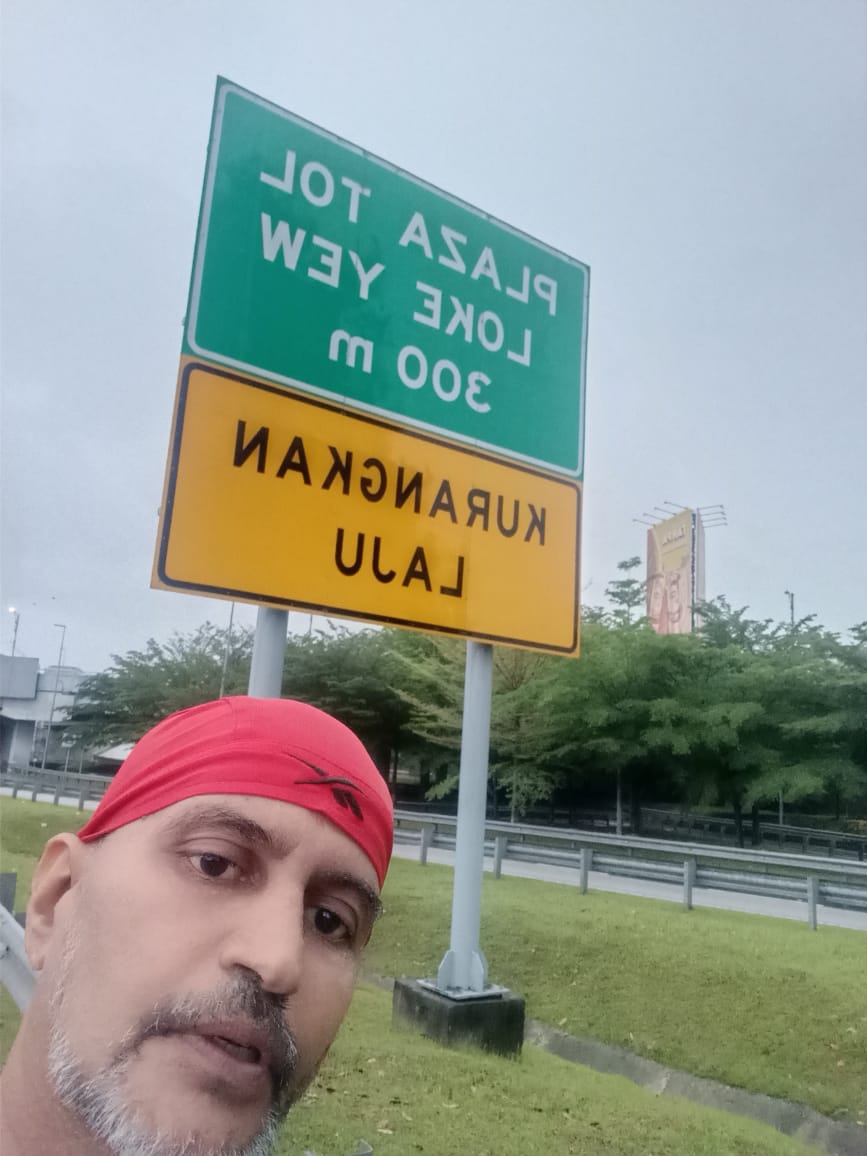 PLAZA TOL
LOKE YEW
300 m
KURANGKAN
LAJU